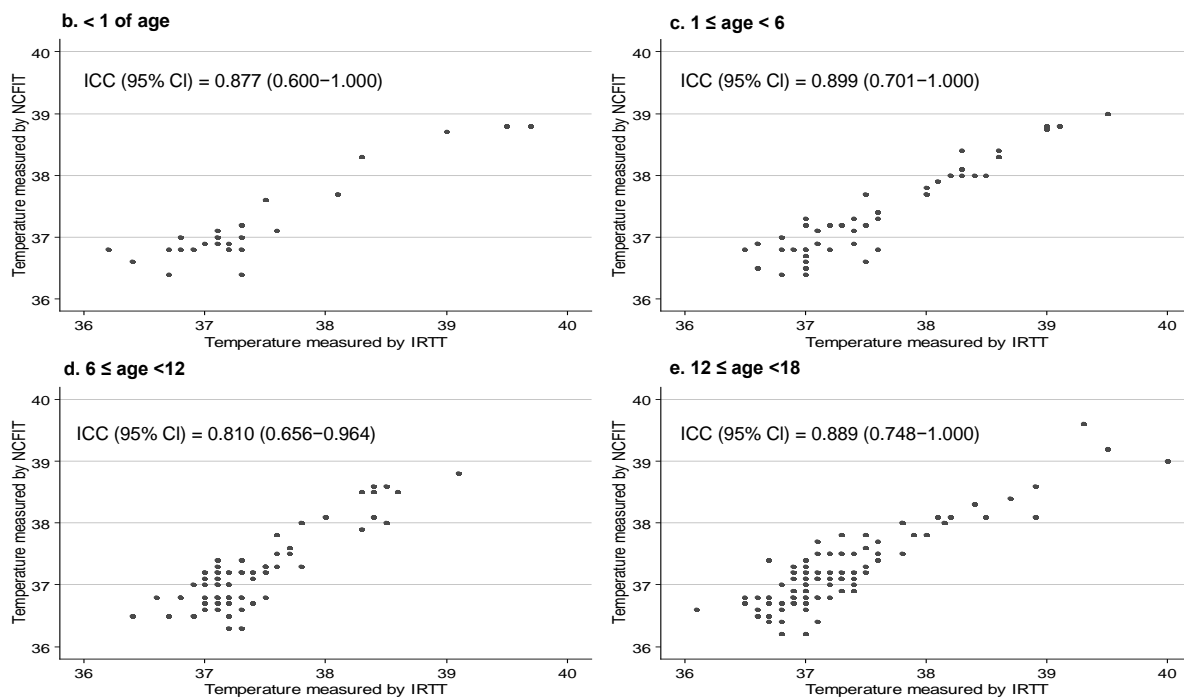 b. < 1 of age
Temperature measured by NCFIT
40
39
38
37
36
ICC (95% CI) = 0.877 (0.600−1.000)
36 37 38 39 40
Temperature measured by IRTT
c. 1 ≤ age < 6
Temperature measured by NCFIT
40
39
38
37
36
ICC (95% CI) = 0.899 (0.701−1.000)
36 37 38 39 40
Temperature measured by IRTT
d. 6 ≤ age <12
Temperature measured by NCFIT
40
39
38
37
36
ICC (95% CI) = 0.810 (0.656−0.964)
36 37 38 39 40
Temperature measured by IRTT
e. 12 ≤ age <18
Temperature measured by NCFIT
40
39
38
37
36
ICC (95% CI) = 0.889 (0.748−1.000)
36 37 38 39 40
Temperature measured by IRTT